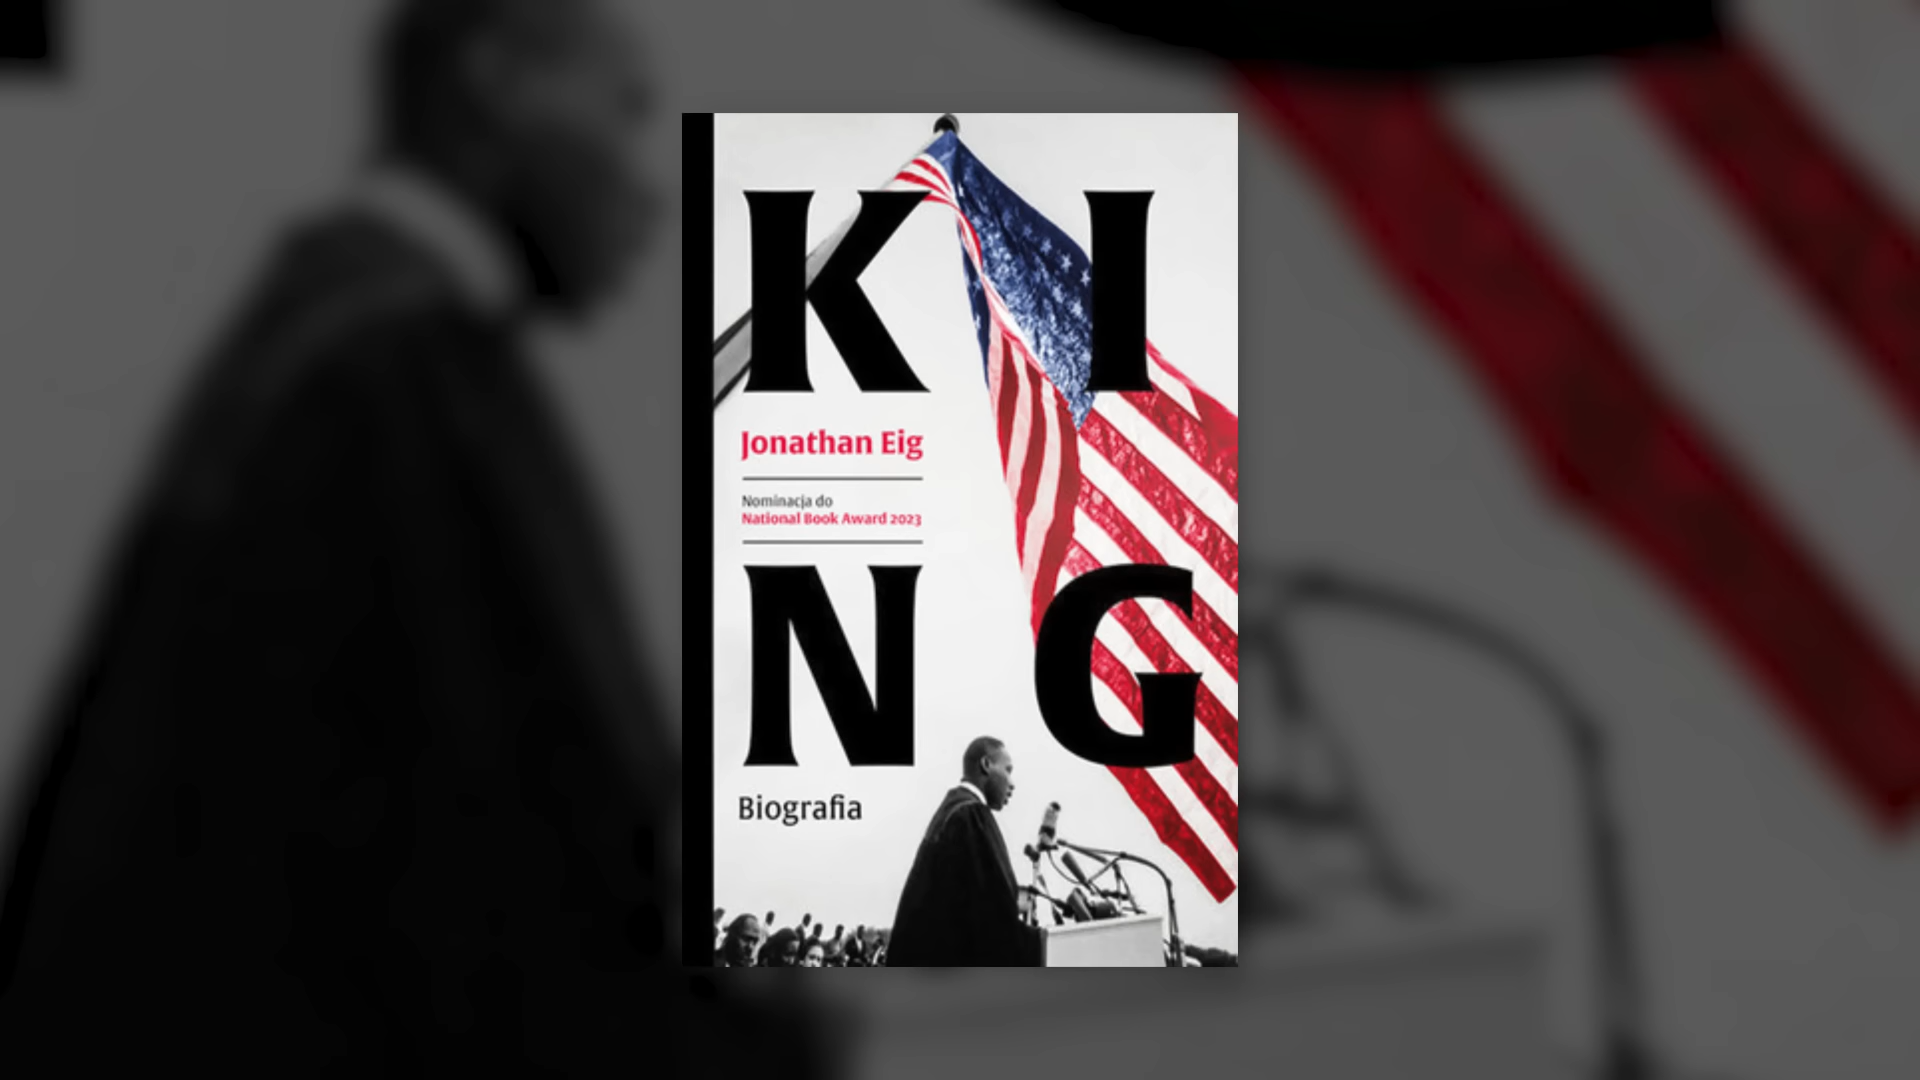 KI
Jonathan Eig
Nominacja do
National Book Award 2023
NG
Biografia